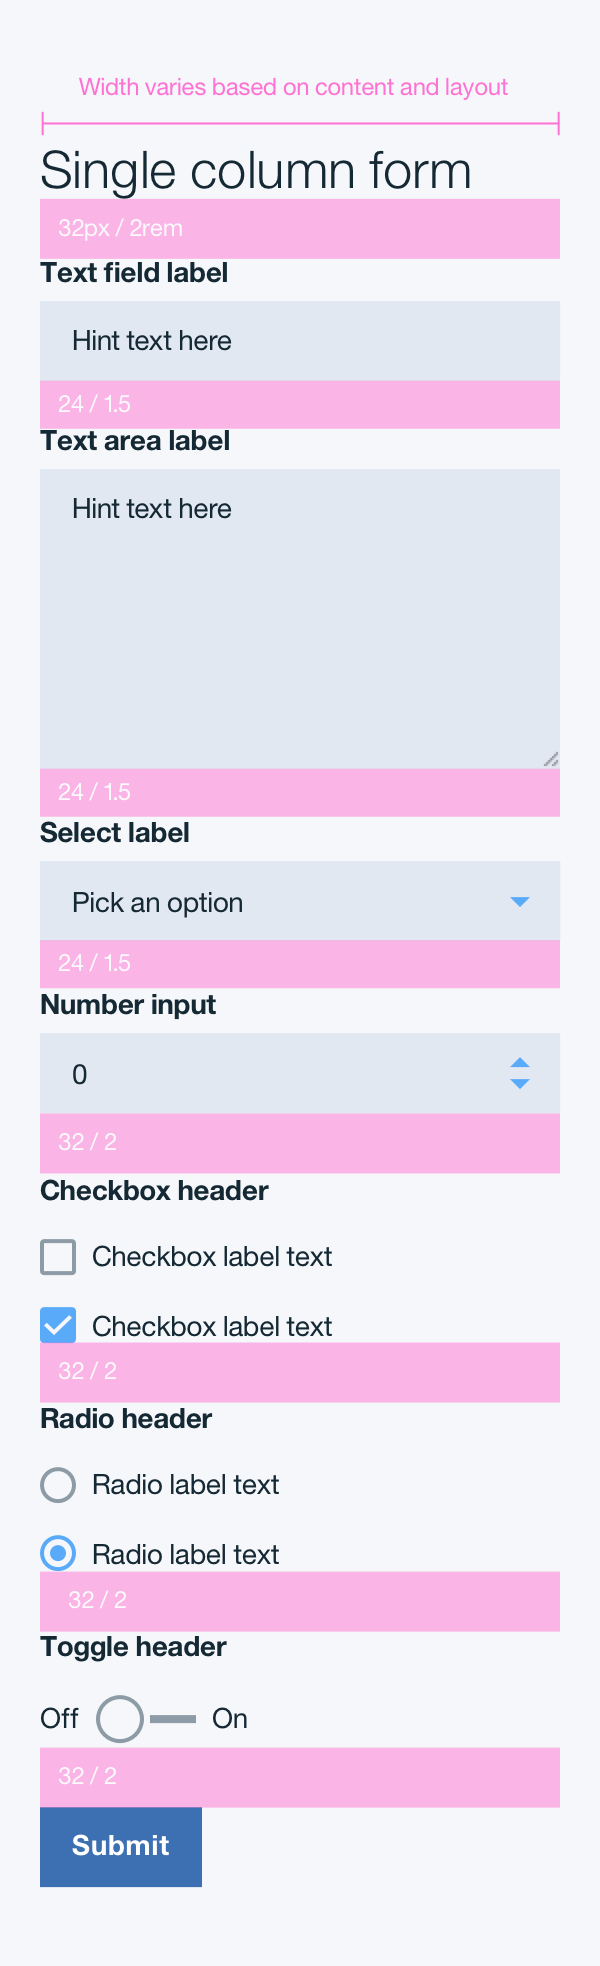 Width varies based on content and layout
Single column form
32px / 2rem
Text field label
Hint text here
24 / 1.5
Text area label
Hint text here
24 / 1.5
Select label
Pick an option
24 / 1.5
Number input
0
32 / 2
Checkbox header
Checkbox label text
Checkbox label text
32 / 2
Radio header
Radio label text
Radio label text
32 / 2
Toggle header
Off On
32 / 2
Submit